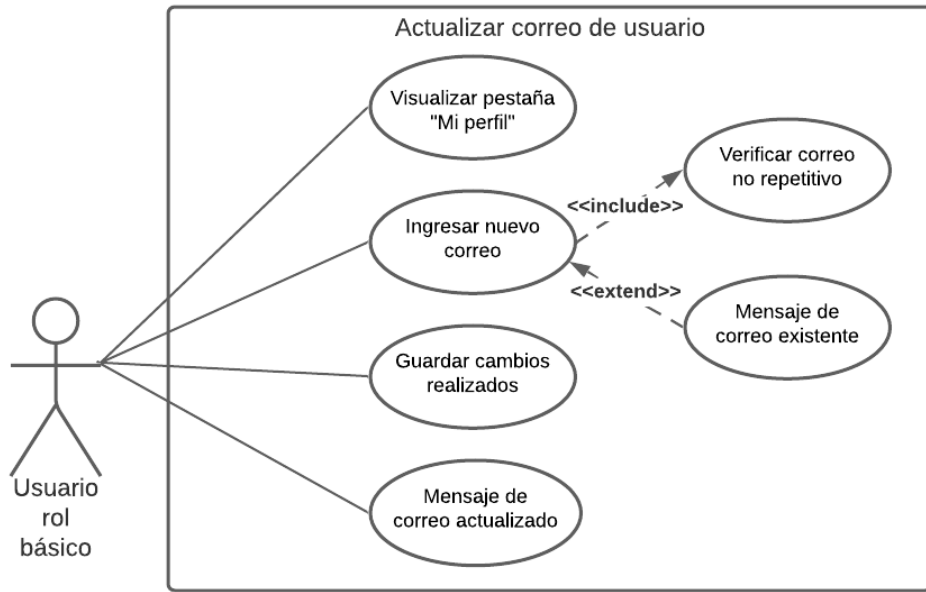 Actualizar correo de usuario
Visualizar pestaña
"Mi perfil"
Verificar correo
no repetitivo
<<include>>
Ingresar nuevo
correo
<<extend>>
Mensaje de
correo existente
Guardar cambios
realizados
Mensaje de
correo actualizado
Usuario
rol
básico